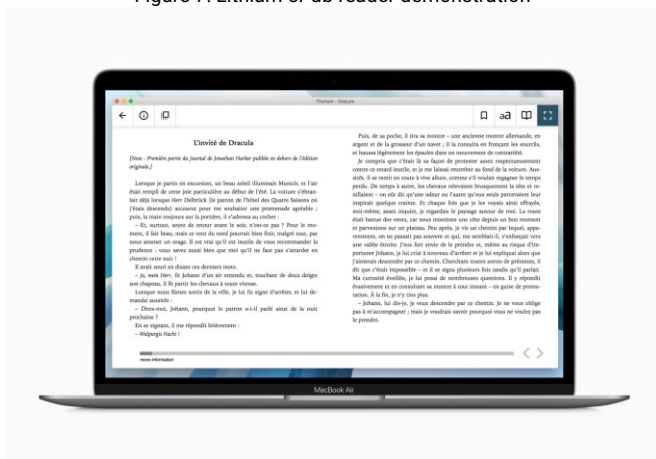 Figure 7. Lithium ePub reader demonstration
Thorium - Dracula
aA
L'invité de Dracula
[Note - Première partie du journal de Jonathan Harker publiée en dehors de l'édition
originale.]
Lorsque je partis en excursion, un beau soleil illuminait Munich, et l'air
était rempli de cette joie particulière au début de l'été. La voiture s'ébran-
lait déjà lorsque Herr Delbrück (le patron de l'hôtel des Quatre Saisons où
j'étais descendu) accourut pour me souhaiter une promenade agréable ;
puis, la main toujours sur la portière, il s'adressa au cocher :
– Et, surtout, soyez de retour avant le soir, n'est-ce pas ? Pour le mo-
ment, il fait beau, mais ce vent du nord pourrait bien finir, malgré tout, par
nous amener un orage. Il est vrai qu'il est inutile de vous recommander la
prudence : vous savez aussi bien que moi qu'il ne faut pas s'attarder en
chemin cette nuit !
Il avait souri en disant ces derniers mots.
– Ja, mein Herr, fit Johann d'un air entendu et, touchant de deux doigts
son chapeau, il fit partir les chevaux à toute vitesse.
Lorsque nous fûmes sortis de la ville, je lui fis signe d'arrêter, et lui de-
mandai aussitôt :
– Dites-moi, Johann, pourquoi le patron a-t-il parlé ainsi de la nuit
prochaine ?
En se signant, il me répondit brièvement :
– Walpurgis Nacht !
Puis, de sa poche, il tira sa montre – une ancienne montre allemande, en
argent et de la grosseur d'un navet ; il la consulta en fronçant les sourcils,
et haussa légèrement les épaules dans un mouvement de contrariété.
Je compris que c'était là sa façon de protester assez respectueusement
contre ce retard inutile, et je me laissai retomber au fond de la voiture. Aus-
sitôt, il se remit en route à vive allure, comme s'il voulait regagner le temps
perdu. De temps à autre, les chevaux relevaient brusquement la tête et re-
niflaient – on eût dit qu'une odeur ou l'autre qu'eux seuls percevaient leur
inspirait quelque crainte. Et chaque fois que je les voyais ainsi effrayés,
moi-même, assez inquiet, je regardais le paysage autour de moi. La route
était battue des vents, car nous montions une côte depuis un bon moment
et parvenions sur un plateau. Peu après, je vis un chemin par lequel, appa-
remment, on ne passait pas souvent et qui, me semblait-il, s'enfonçait vers
une vallée étroite. J'eus fort envie de le prendre et, même au risque d'im-
portuner Johann, je lui criai à nouveau d'arrêter et je lui expliquai alors que
j'aimerais descendre par ce chemin. Cherchant toutes sortes de prétextes, il
dit que c'était impossible – et il se signa plusieurs fois tandis qu'il parlait.
Ma curiosité éveillée, je lui posai de nombreuses questions. Il y répondit
évasivement et en consultant sa montre à tout instant – en guise de protes-
tation. À la fin, je n'y tins plus.
– Johann, lui dis-je, je veux descendre par ce chemin. Je ne vous oblige
pas à m'accompagner ; mais je voudrais savoir pourquoi vous ne voulez pas
le prendre.
more information
MacBook Air